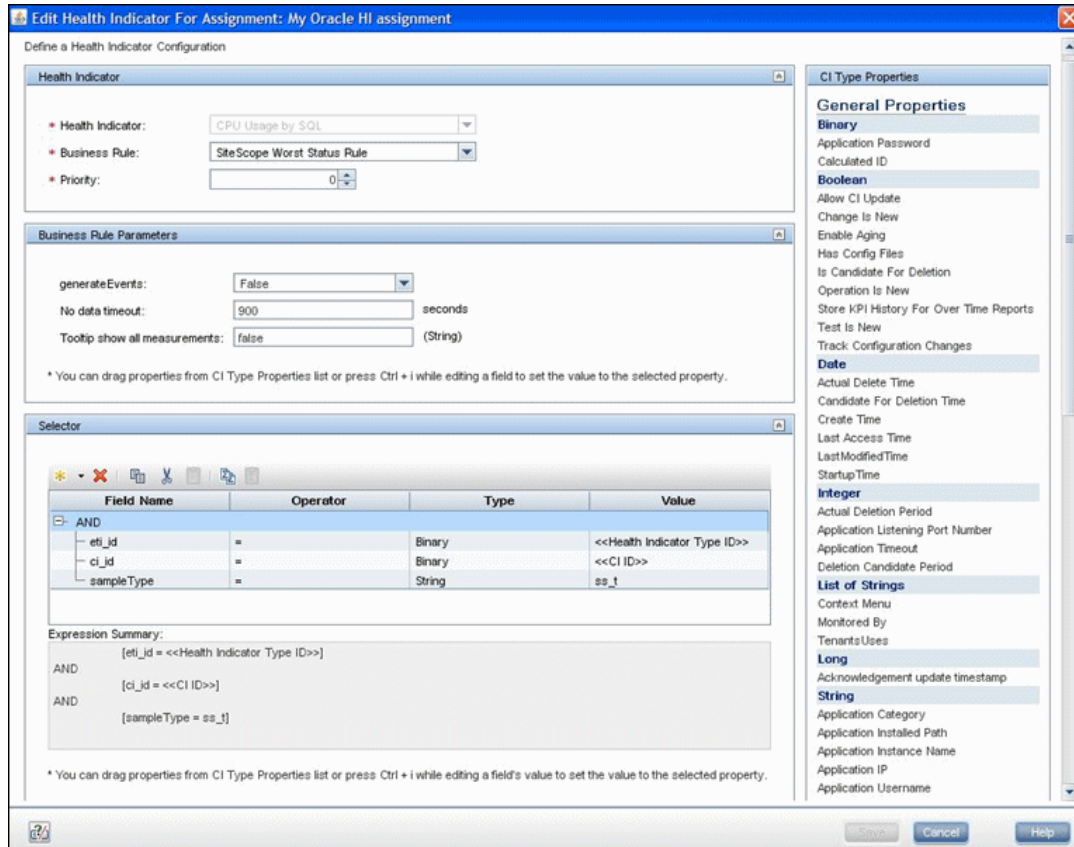 Edit Health Indicator For Assignment: My Oracle HI assignment
Define a Health Indicator Configuration
Health Indicator
* Health Indicator: CPU Usage by SQL
* Business Rule: SiteScope Worst Status Rule
* Priority: 0
Business Rule Parameters
generateEvents: False
No data timeout: 900 seconds
Tooltip show all measurements: false (String)
* You can drag properties from CI Type Properties list or press Ctrl + i while editing a field to set the value to the selected property.
Selector
Field Name Operator Type Value
AND
eti_id = Binary <<Health Indicator Type ID>>
ci_id = Binary <<CI ID>>
sampleType = String ss_t
Expression Summary:
[eti_id = <<Health Indicator Type ID>>]
AND
[ci_id = <<CI ID>>]
AND
[sampleType = ss_t]
* You can drag properties from CI Type Properties list or press Ctrl + i while editing a field's value to set the value to the selected property.
CI Type Properties
General Properties
Binary
Application Password
Calculated ID
Boolean
Allow CI Update
Change Is New
Enable Aging
Has Config Files
Is Candidate For Deletion
Operation Is New
Store KPI History For Over Time Reports
Test Is New
Track Configuration Changes
Date
Actual Delete Time
Candidate For Deletion Time
Create Time
Last Access Time
LastModifiedTime
StartupTime
Integer
Actual Deletion Period
Application Listening Port Number
Application Timeout
Deletion Candidate Period
List of Strings
Context Menu
Monitored By
TenantsUses
Long
Acknowledgement update timestamp
String
Application Category
Application Installed Path
Application Instance Name
Application IP
Application Username
Save Cancel Help